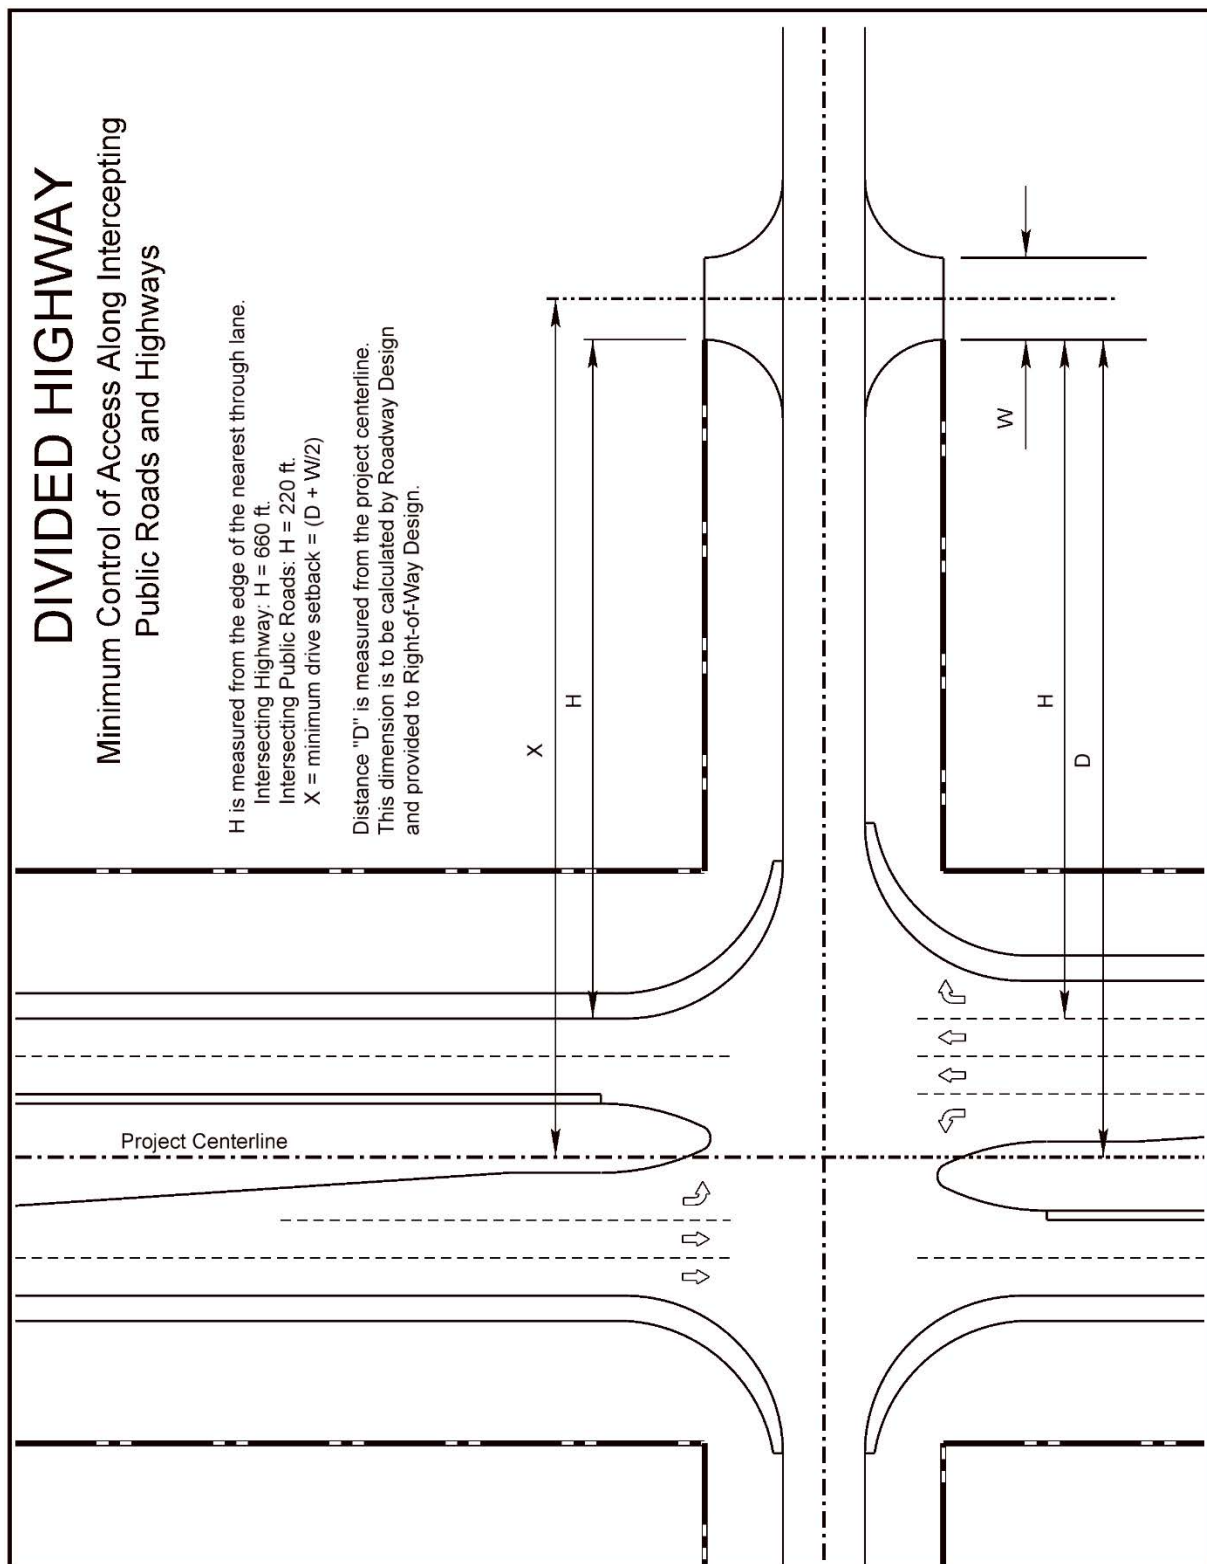 DIVIDED HIGHWAY
Minimum Control of Access Along Intercepting
Public Roads and Highways
H is measured from the edge of the nearest through lane.
Intersecting Highway: H = 660 ft.
Intersecting Public Roads: H = 220 ft.
X = minimum drive setback = (D + W/2)
Distance "D" is measured from the project centerline.
This dimension is to be calculated by Roadway Design
and provided to Right-of-Way Design.
X
H
Project Centerline
W
H
D